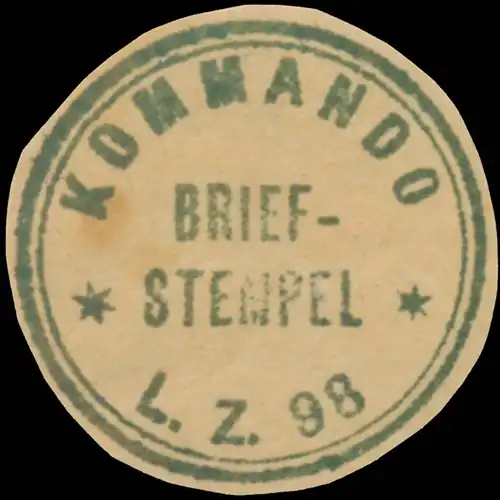 KOMMANDO
BRIEF-
STEMPEL
L. Z. 98